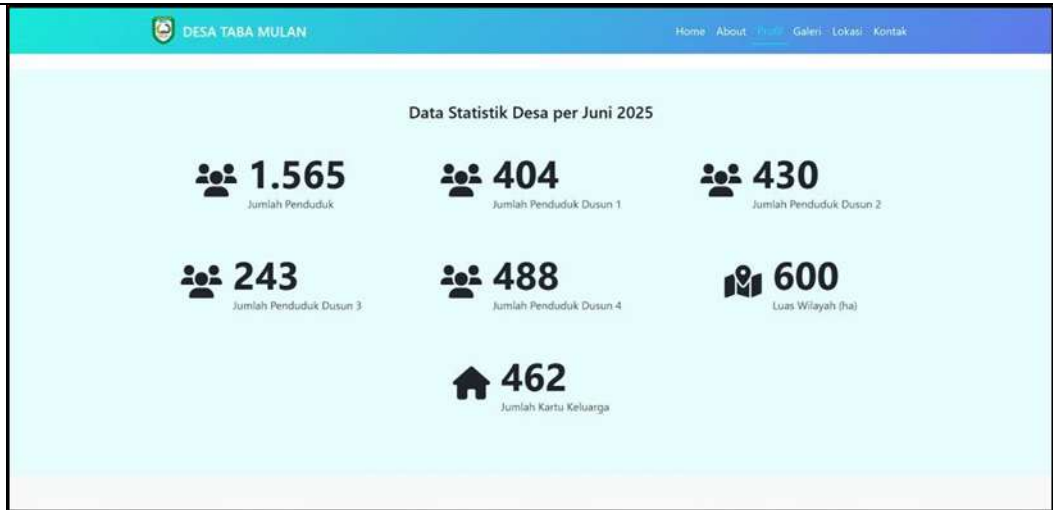 DESA TABA MULAN
Home About Profil Galeri Lokasi Kontak
Data Statistik Desa per Juni 2025
1.565
Jumlah Penduduk
404
Jumlah Penduduk Dusun 1
430
Jumlah Penduduk Dusun 2
243
Jumlah Penduduk Dusun 3
488
Jumlah Penduduk Dusun 4
600
Luas Wilayah (ha)
462
Jumlah Kartu Keluarga